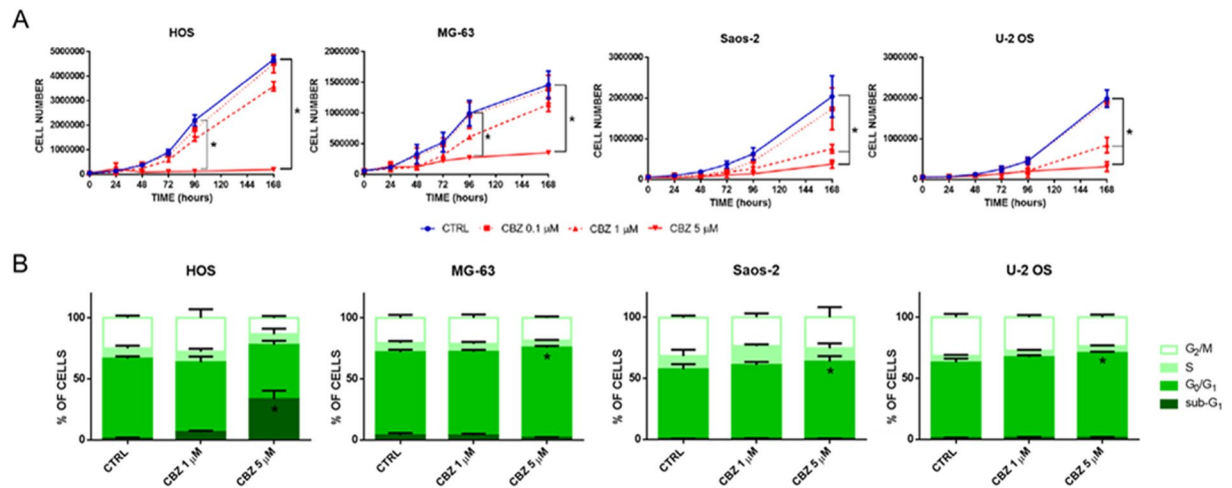 A
HOS
MG-63
Saos-2
U-2 OS
CELL NUMBER
5000000
4000000
3000000
2000000
1000000
0
0 24 48 72 96 120 144 168
TIME (hours)
*
*
CELL NUMBER
2000000
1500000
1000000
500000
0
0 24 48 72 96 120 144 168
TIME (hours)
*
*
CELL NUMBER
3000000
2000000
1000000
0
0 24 48 72 96 120 144 168
TIME (hours)
*
CELL NUMBER
3000000
2000000
1000000
0
0 24 48 72 96 120 144 168
TIME (hours)
*
CTRL CBZ 0.1 μM CBZ 1 μM CBZ 5 μM
B
HOS
MG-63
Saos-2
U-2 OS
% OF CELLS
100
50
0
*
CTRL
CBZ 1 μM
CBZ 5 μM
% OF CELLS
100
50
0
*
CTRL
CBZ 1 μM
CBZ 5 μM
% OF CELLS
100
50
0
*
CTRL
CBZ 1 μM
CBZ 5 μM
% OF CELLS
100
50
0
*
CTRL
CBZ 1 μM
CBZ 5 μM
G₂/M
S
G₀/G₁
sub-G₁